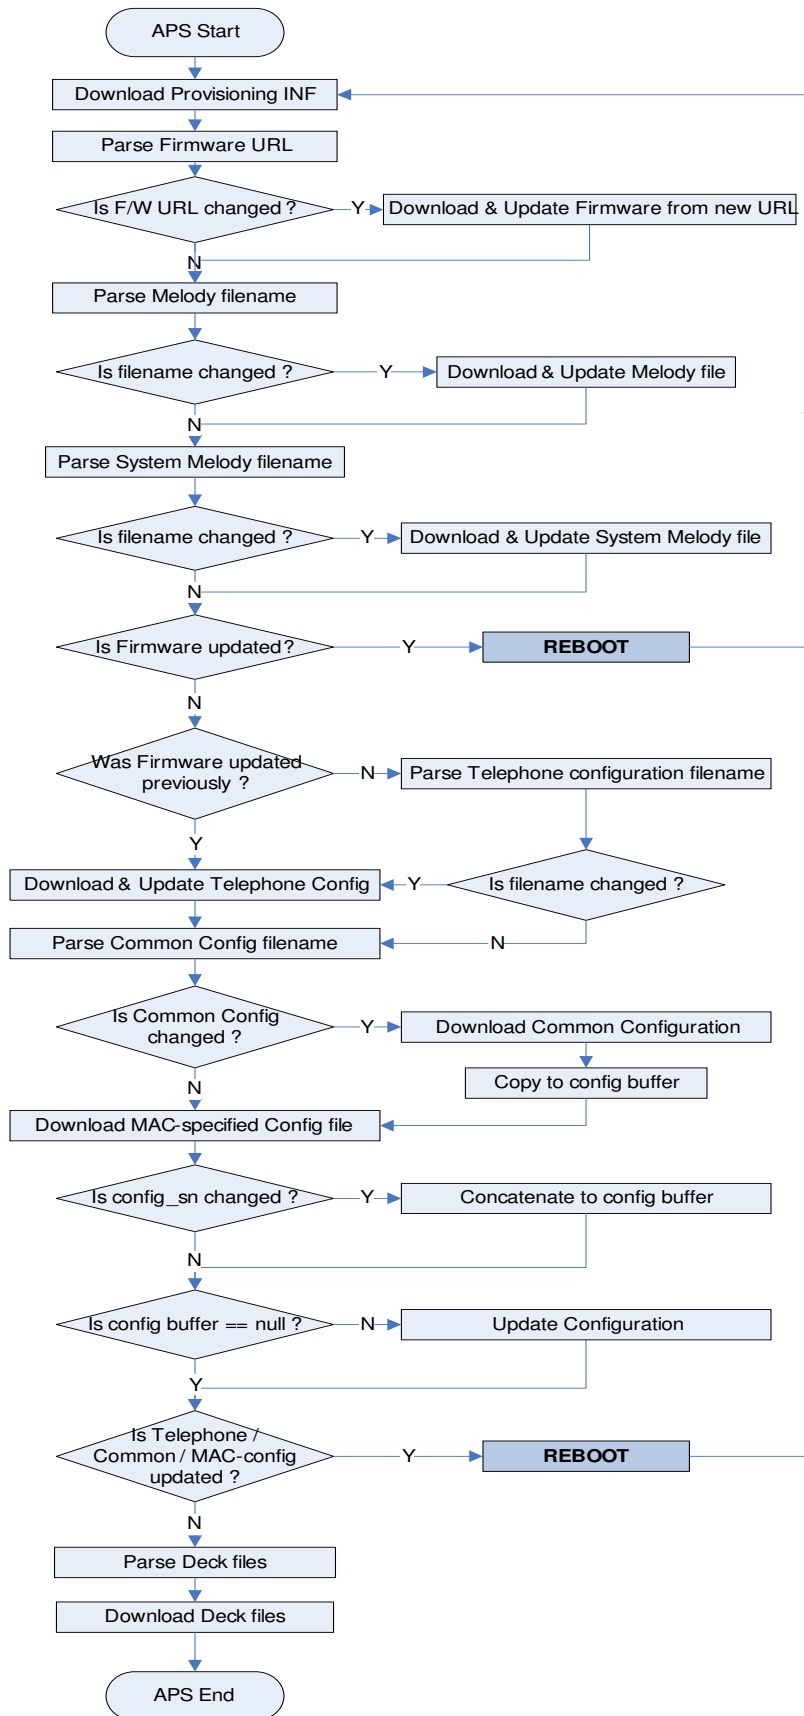 APS Start
Download Provisioning INF
Parse Firmware URL
Is F/W URL changed ?
Y
Download & Update Firmware from new URL
N
Parse Melody filename
Is filename changed ?
Y
Download & Update Melody file
N
Parse System Melody filename
Is filename changed ?
Y
Download & Update System Melody file
N
Is Firmware updated?
Y
REBOOT
N
Was Firmware updated
previously ?
N
Parse Telephone configuration filename
Y
Download & Update Telephone Config
Y
Is filename changed ?
Parse Common Config filename
N
Is Common Config
changed ?
Y
Download Common Configuration
N
Copy to config buffer
Download MAC-specified Config file
Is config_sn changed ?
Y
Concatenate to config buffer
N
Is config buffer == null ?
N
Update Configuration
Y
Is Telephone /
Common / MAC-config
updated ?
Y
REBOOT
N
Parse Deck files
Download Deck files
APS End